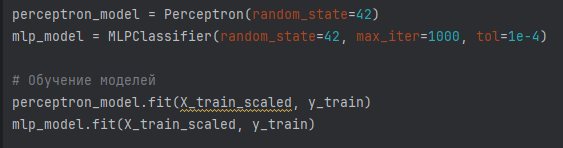 perceptron_model = Perceptron(random_state=42)
mlp_model = MLPClassifier(random_state=42, max_iter=1000, tol=1e-4)
# Обучение моделей
perceptron_model.fit(X_train_scaled, y_train)
mlp_model.fit(X_train_scaled, y_train)